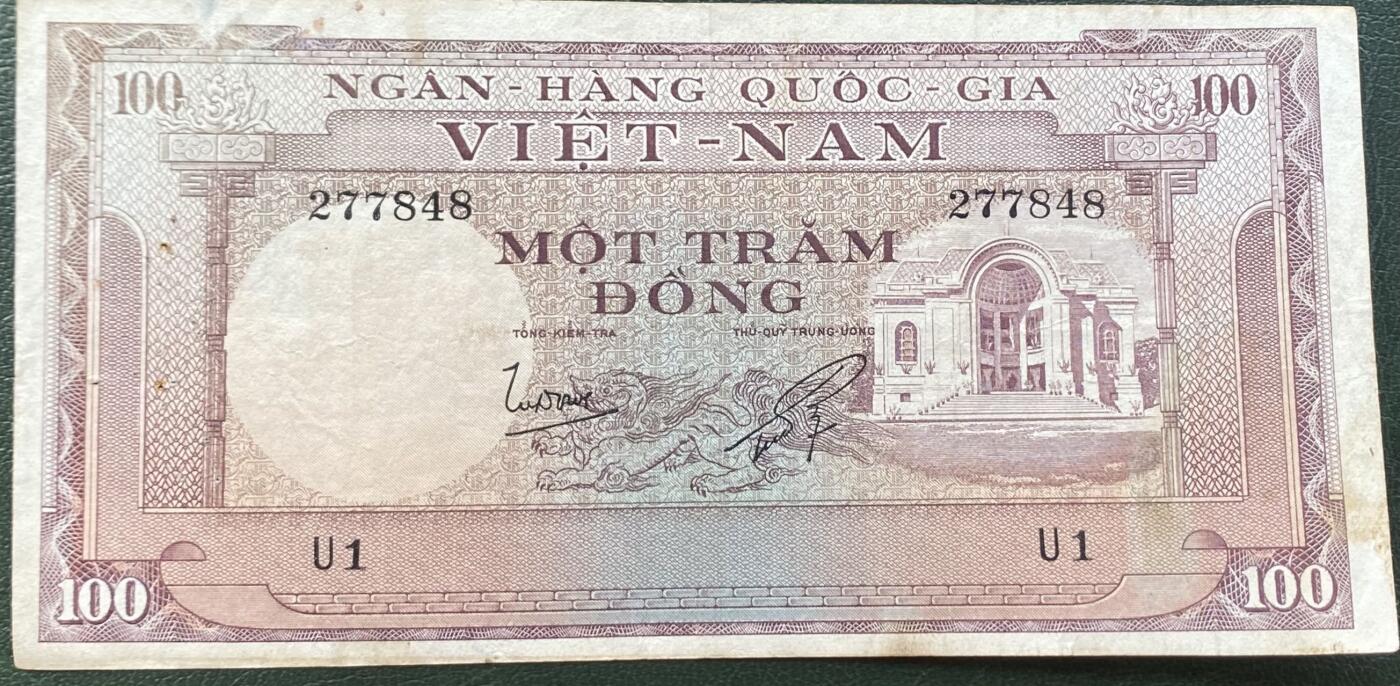 100 NGÂN-HÀNG QUỐC-GIA 100
VIỆT-NAM
277848 277848
MỘT TRĂM
ĐỒNG
TỔNG-KIỂM-TRA THỦ-QUỸ TRUNG-ƯƠNG
U1 U1
100 100